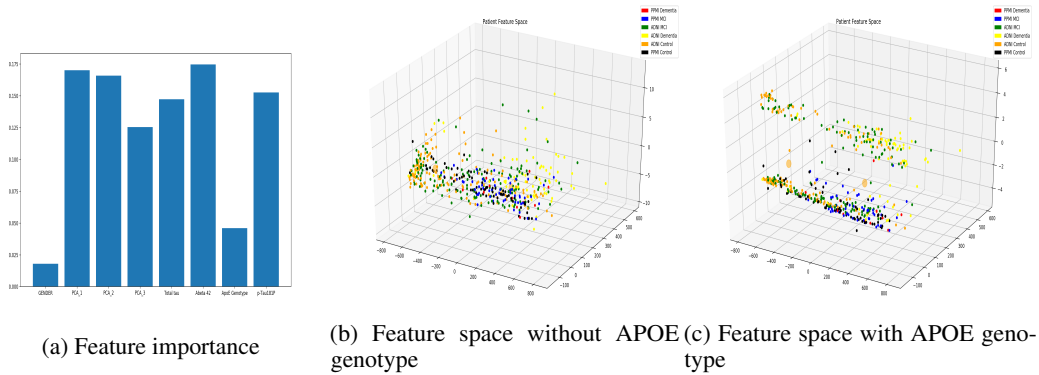 0.175
0.150
0.125
0.100
0.075
0.050
0.025
0.000
GENDER PCA_1 PCA_2 PCA_3 Total tau Abeta 42 ApoE Genotype p-Tau181P
(a) Feature importance
Patient Feature Space
PPMI Dementia
PPMI MCI
ADNI MCI
ADNI Dementia
ADNI Control
PPMI Control
10
5
0
−5
−10
600
500
400
300
200
100
0
−100
−800 −600 −400 −200 0 200 400 600 800
(b) Feature space without APOE
genotype
Patient Feature Space
PPMI Dementia
PPMI MCI
ADNI MCI
ADNI Dementia
ADNI Control
PPMI Control
6
4
2
0
−2
−4
600
500
400
300
200
100
0
−100
−800 −600 −400 −200 0 200 400 600 800
(c) Feature space with APOE geno-
type